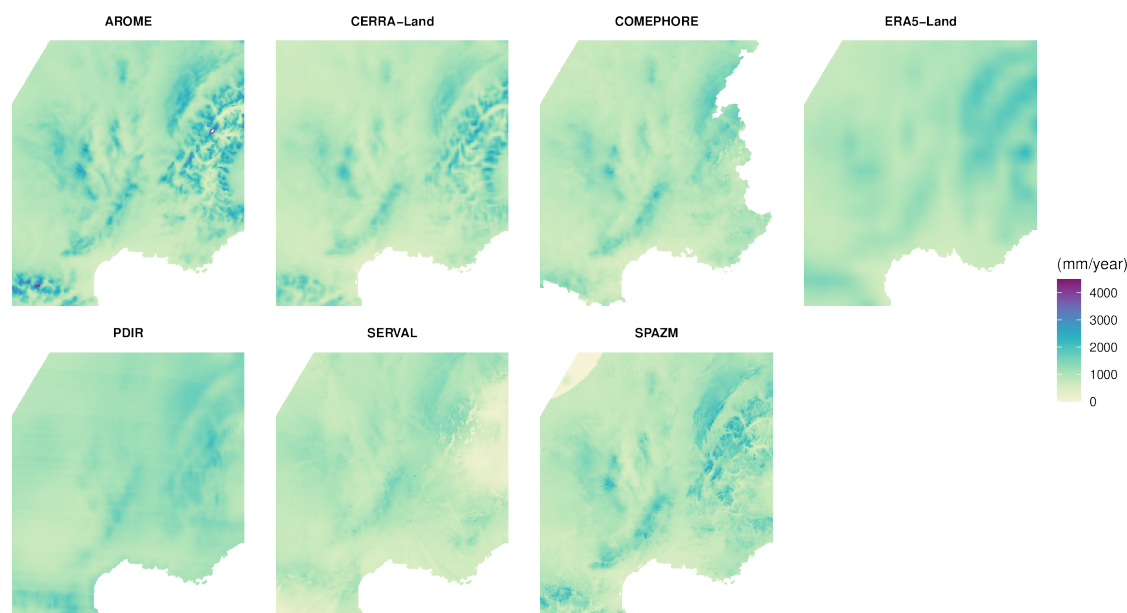 AROME
CERRA−Land
COMEPHORE
ERA5−Land
(mm/year)
4000
3000
2000
1000
0
PDIR
SERVAL
SPAZM